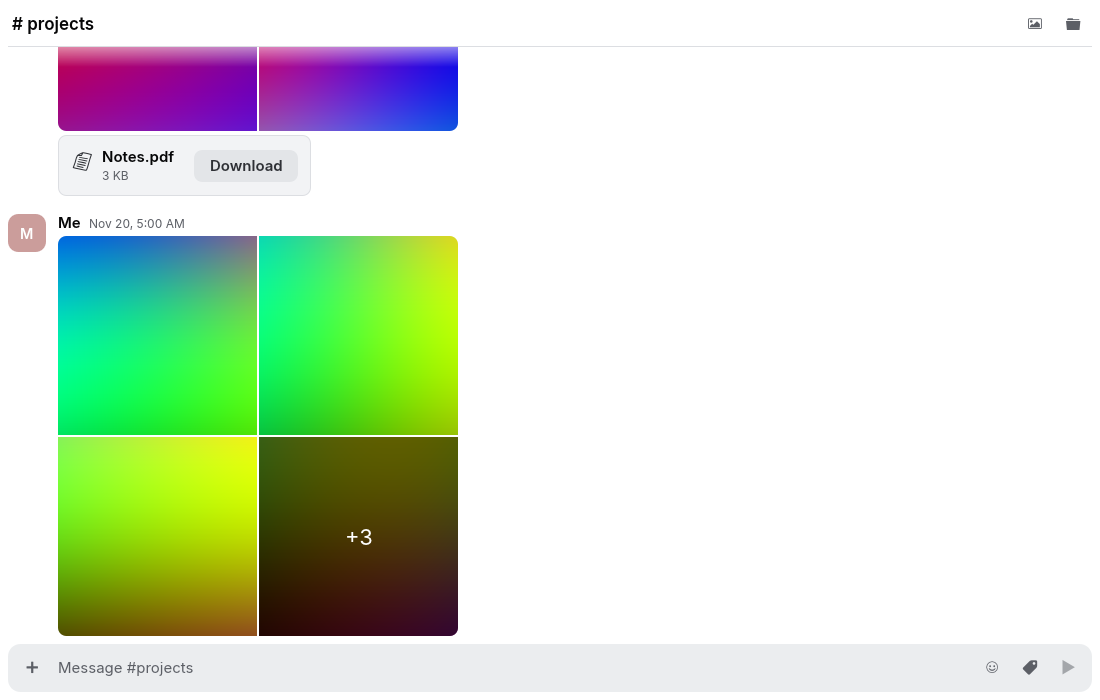 # projects
Notes.pdf
3 KB
Download
M
Me Nov 20, 5:00 AM
+3
Message #projects